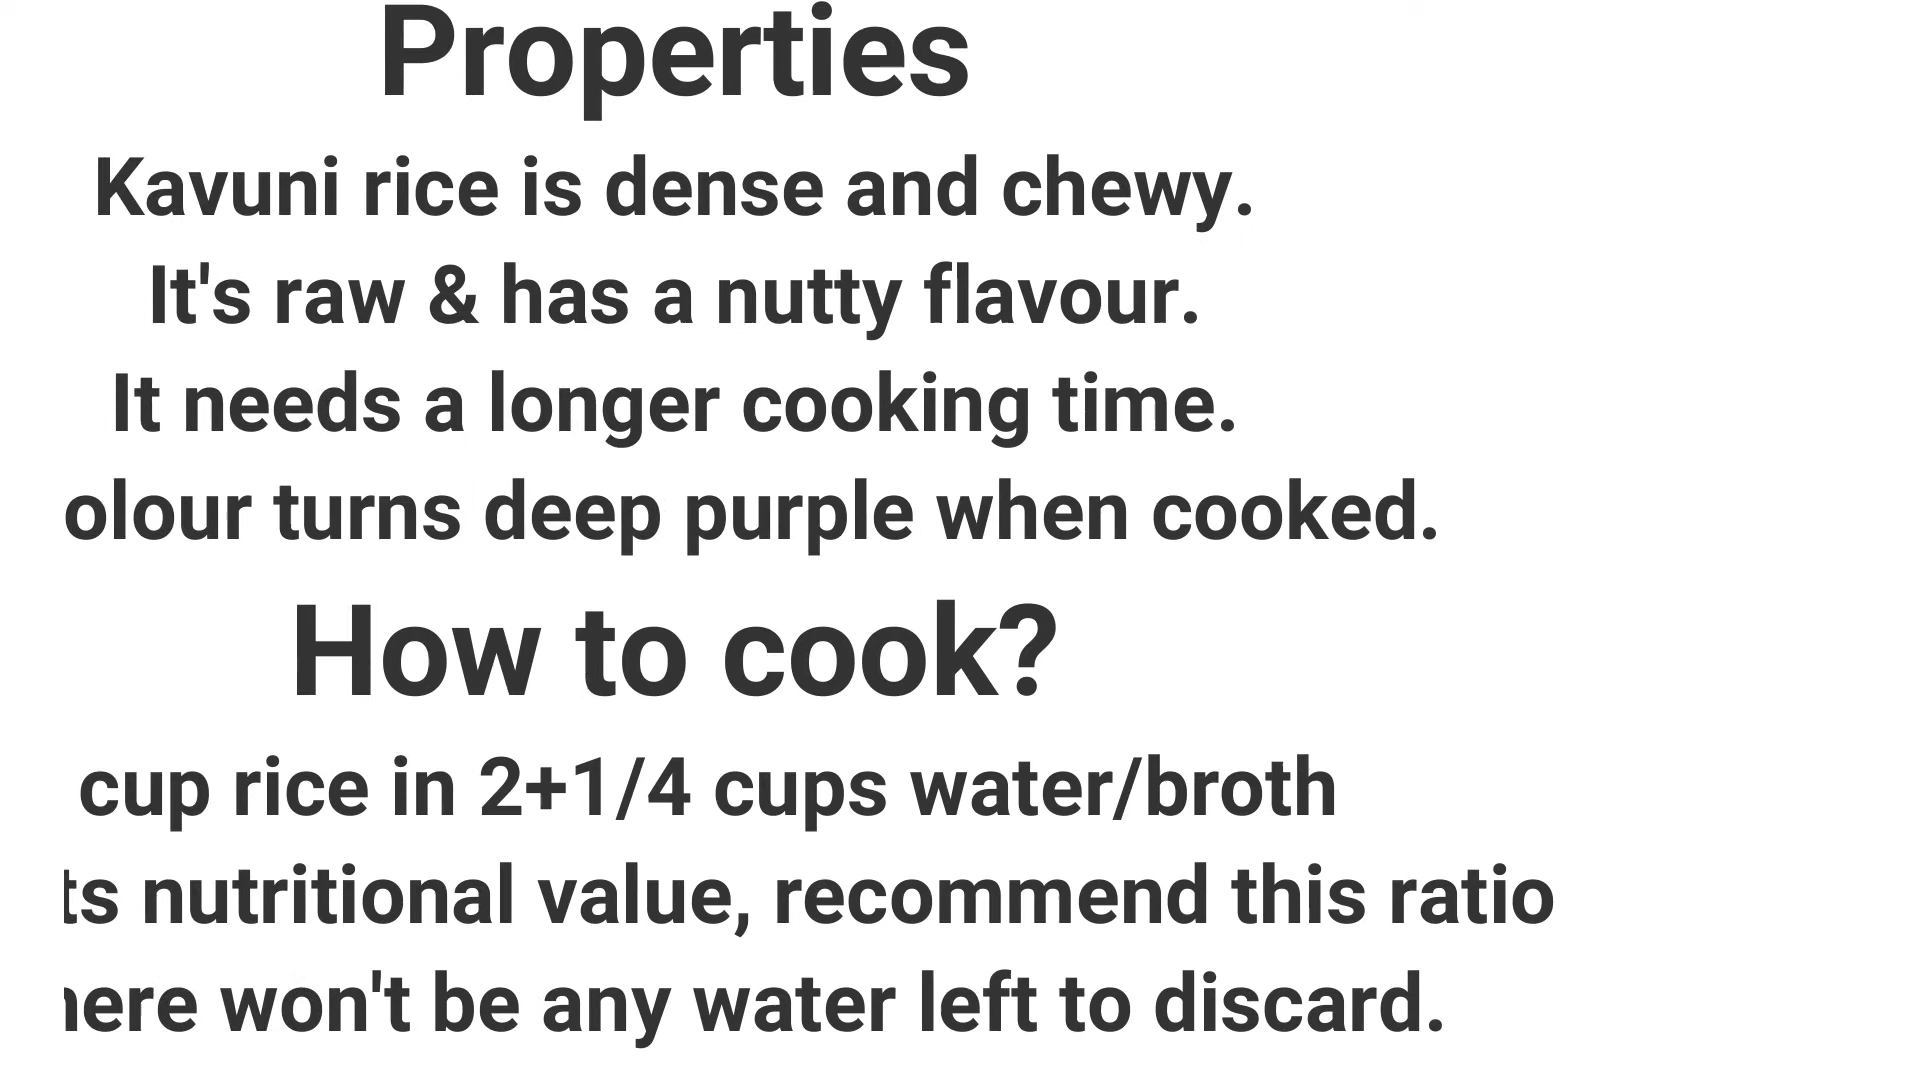 Properties
Kavuni rice is dense and chewy.
It's raw & has a nutty flavour.
It needs a longer cooking time.
olour turns deep purple when cooked.
How to cook?
cup rice in 2+1/4 cups water/broth
ts nutritional value, recommend this ratio
here won't be any water left to discard.